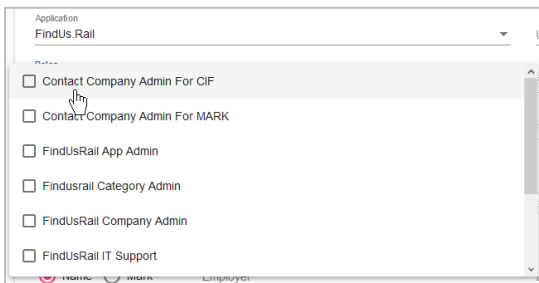 Application
FindUs.Rail
Contact Company Admin For CIF
Contact Company Admin For MARK
FindUsRail App Admin
Findusrail Category Admin
FindUsRail Company Admin
FindUsRail IT Support
Name Mark Employer